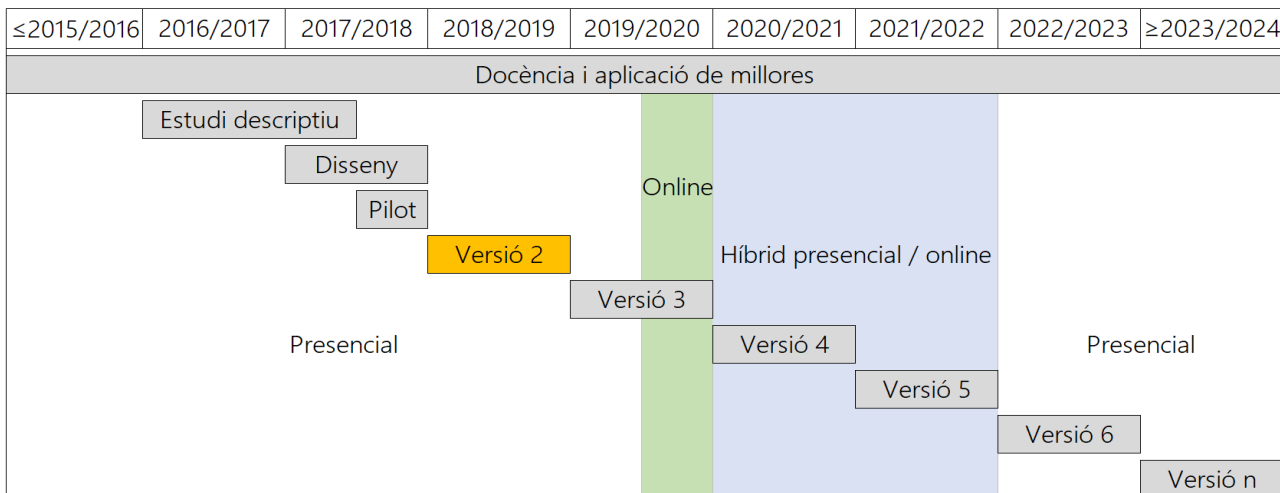 ≤2015/2016 2016/2017 2017/2018 2018/2019 2019/2020 2020/2021 2021/2022 2022/2023 ≥2023/2024
Docència i aplicació de millores
Estudi descriptiu
Disseny
Online
Pilot
Versió 2
Híbrid presencial / online
Versió 3
Presencial
Versió 4
Presencial
Versió 5
Versió 6
Versió n